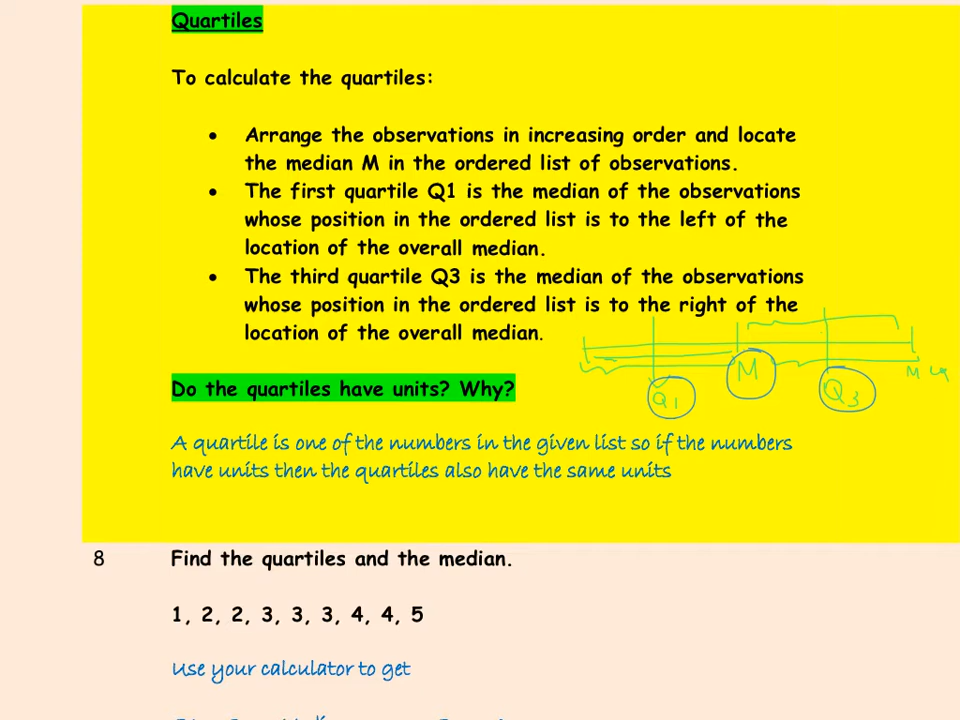 Quartiles
To calculate the quartiles:
• Arrange the observations in increasing order and locate
the median M in the ordered list of observations.
• The first quartile Q1 is the median of the observations
whose position in the ordered list is to the left of the
location of the overall median.
• The third quartile Q3 is the median of the observations
whose position in the ordered list is to the right of the
location of the overall median.
M
Q1
Q3
Do the quartiles have units? Why?
A quartile is one of the numbers in the given list so if the numbers
have units then the quartiles also have the same units
8 Find the quartiles and the median.
1, 2, 2, 3, 3, 3, 4, 4, 5
Use your calculator to get